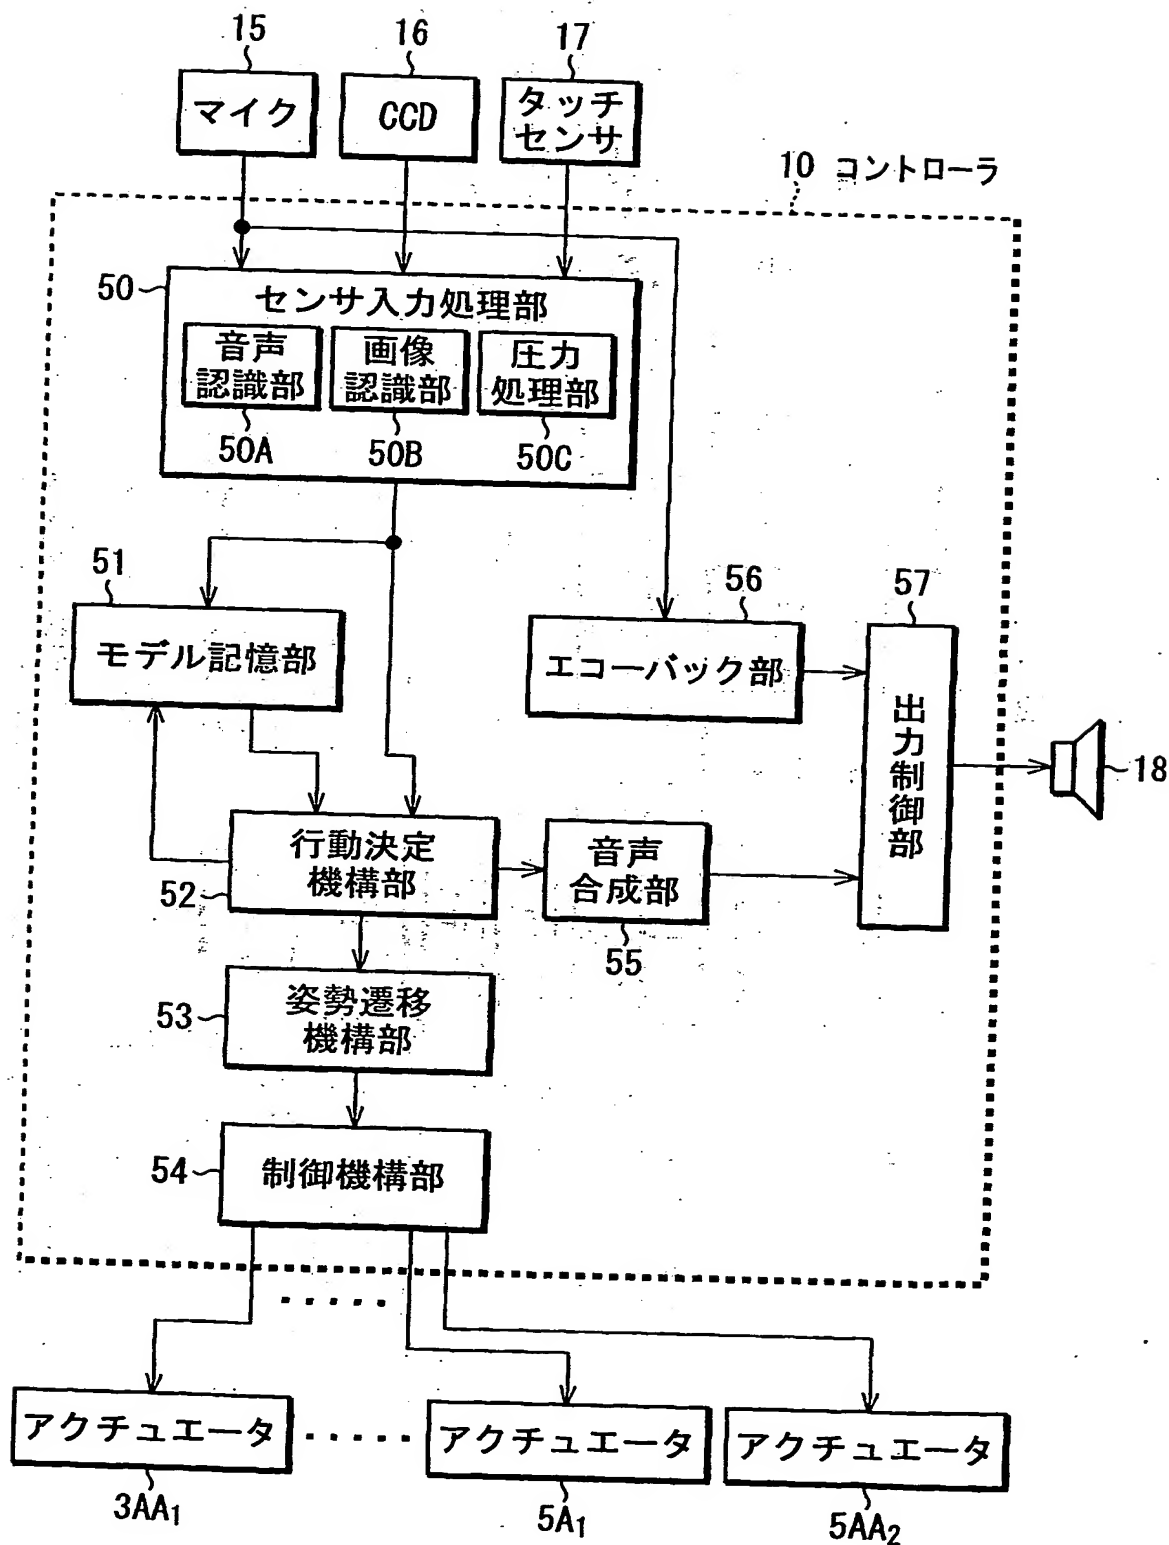 15
16
17
マイク
CCD
タッチ
センサ
10 コントローラ
50
センサ入力処理部
音声
認識部
画像
認識部
圧力
処理部
50A
50B
50C
51
モデル記憶部
56
エコーバック部
57
出力制御部
18
行動決定
機構部
52
音声
合成部
55
姿勢遷移
機構部
53
制御機構部
54
アクチュエータ
アクチュエータ
アクチュエータ
3AA1
5A1
5AA2